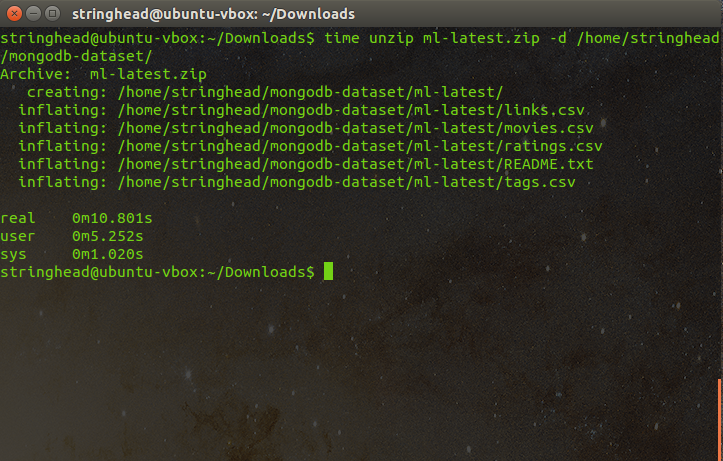 stringhead@ubuntu-vbox: ~/Downloads
stringhead@ubuntu-vbox:~/Downloads$ time unzip ml-latest.zip -d /home/stringhead
/mongodb-dataset/
Archive:  ml-latest.zip
   creating: /home/stringhead/mongodb-dataset/ml-latest/
  inflating: /home/stringhead/mongodb-dataset/ml-latest/links.csv
  inflating: /home/stringhead/mongodb-dataset/ml-latest/movies.csv
  inflating: /home/stringhead/mongodb-dataset/ml-latest/ratings.csv
  inflating: /home/stringhead/mongodb-dataset/ml-latest/README.txt
  inflating: /home/stringhead/mongodb-dataset/ml-latest/tags.csv

real    0m10.801s
user    0m5.252s
sys     0m1.020s
stringhead@ubuntu-vbox:~/Downloads$